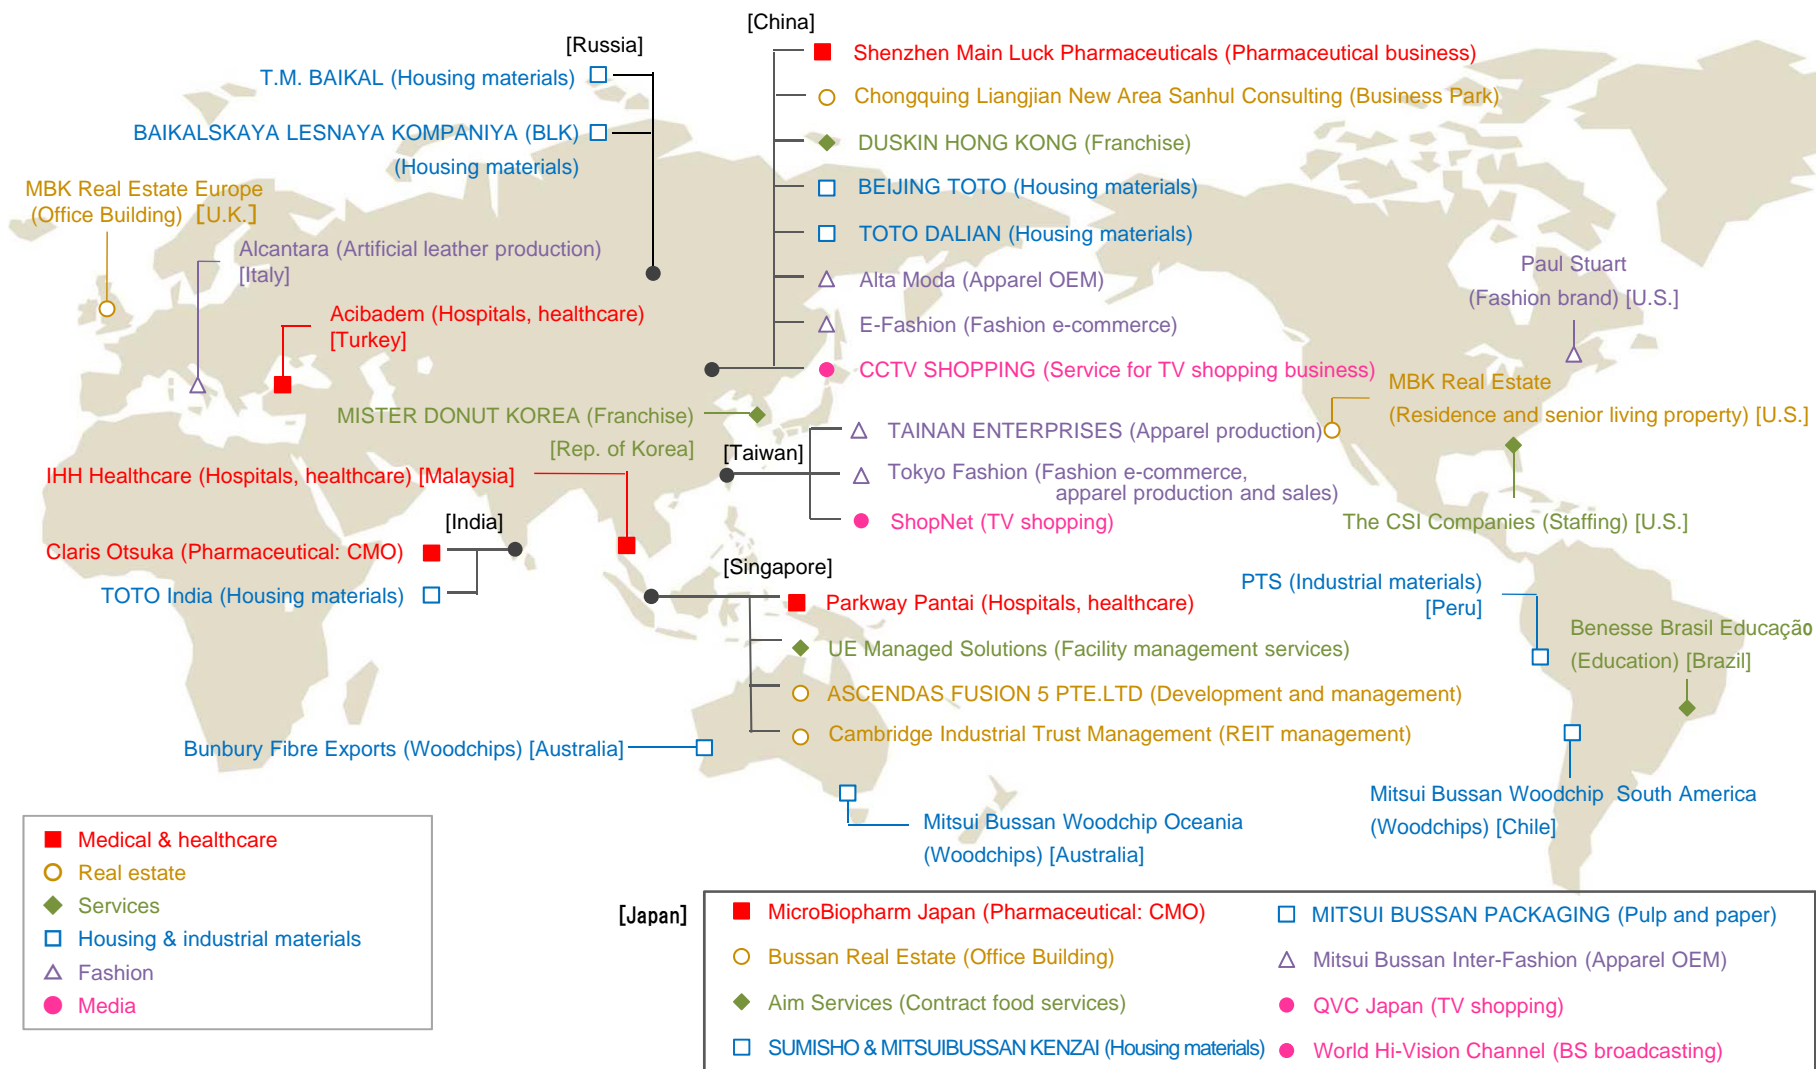 [China]
[Russia]
Shenzhen Main Luck Pharmaceuticals (Pharmaceutical business)
T.M. BAIKAL (Housing materials)
Chongquing Liangjian New Area Sanhul Consulting (Business Park)
BAIKALSKAYA LESNAYA KOMPANIYA (BLK)
(Housing materials)
DUSKIN HONG KONG (Franchise)
MBK Real Estate Europe
(Office Building) [U.K.]
BEIJING TOTO (Housing materials)
Alcantara (Artificial leather production)
[Italy]
TOTO DALIAN (Housing materials)
Paul Stuart
(Fashion brand) [U.S.]
Alta Moda (Apparel OEM)
Acibadem (Hospitals, healthcare)
[Turkey]
E-Fashion (Fashion e-commerce)
CCTV SHOPPING (Service for TV shopping business)
MBK Real Estate
(Residence and senior living property) [U.S.]
MISTER DONUT KOREA (Franchise)
[Rep. of Korea]
[Taiwan]
TAINAN ENTERPRISES (Apparel production)
Tokyo Fashion (Fashion e-commerce,
apparel production and sales)
IHH Healthcare (Hospitals, healthcare) [Malaysia]
ShopNet (TV shopping)
The CSI Companies (Staffing) [U.S.]
[India]
Claris Otsuka (Pharmaceutical: CMO)
TOTO India (Housing materials)
[Singapore]
Parkway Pantai (Hospitals, healthcare)
PTS (Industrial materials)
[Peru]
UE Managed Solutions (Facility management services)
Benesse Brasil Educação
(Education) [Brazil]
ASCENDAS FUSION 5 PTE.LTD (Development and management)
Cambridge Industrial Trust Management (REIT management)
Bunbury Fibre Exports (Woodchips) [Australia]
Mitsui Bussan Woodchip Oceania
(Woodchips) [Australia]
Mitsui Bussan Woodchip South America
(Woodchips) [Chile]
Medical & healthcare
Real estate
Services
Housing & industrial materials
Fashion
Media
[Japan]
MicroBiopharm Japan (Pharmaceutical: CMO)
Bussan Real Estate (Office Building)
Aim Services (Contract food services)
SUMISHO & MITSUIBUSSAN KENZAI (Housing materials)
MITSUI BUSSAN PACKAGING (Pulp and paper)
Mitsui Bussan Inter-Fashion (Apparel OEM)
QVC Japan (TV shopping)
World Hi-Vision Channel (BS broadcasting)